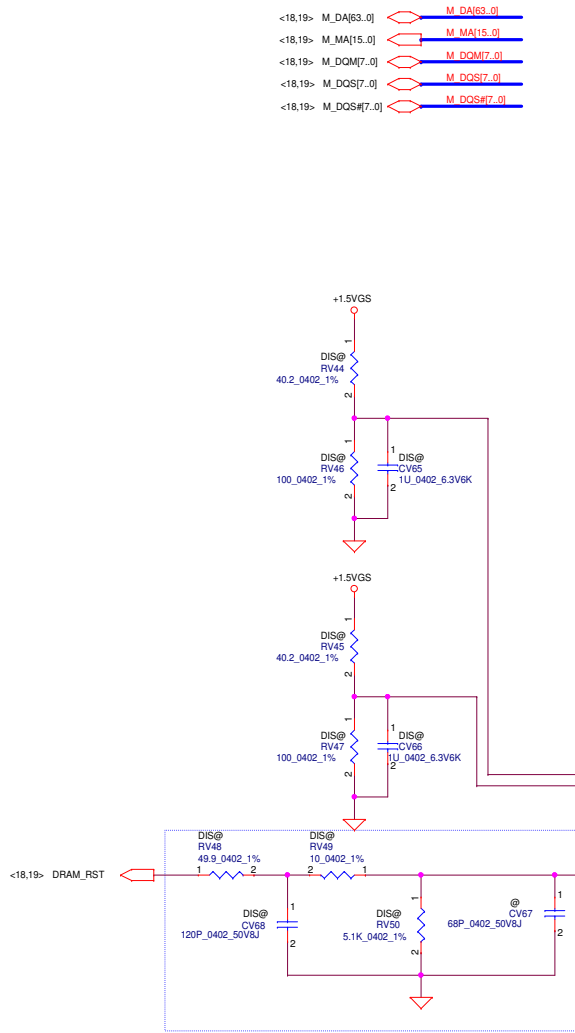 <18,19> M_DA[63..0] M_DA[63..0]
<18,19> M_MA[15..0] M_MA[15..0]
<18,19> M_DQM[7..0] M_DQM[7..0]
<18,19> M_DQS[7..0] M_DQS[7..0]
<18,19> M_DQS#[7..0] M_DQS#[7..0]
+1.5VGS
1
DIS@
RV44
40.2_0402_1%
2
1
DIS@
RV46
100_0402_1%
2
1
DIS@
CV65
1U_0402_6.3V6K
2
+1.5VGS
1
DIS@
RV45
40.2_0402_1%
2
1
DIS@
RV47
100_0402_1%
2
1
DIS@
CV66
1U_0402_6.3V6K
2
<18,19> DRAM_RST
DIS@
RV48
49.9_0402_1%
1 2
DIS@
RV49
10_0402_1%
2 1
1
DIS@
CV68
120P_0402_50V8J
2
1
DIS@
RV50
5.1K_0402_1%
2
1
@
CV67
68P_0402_50V8J
2